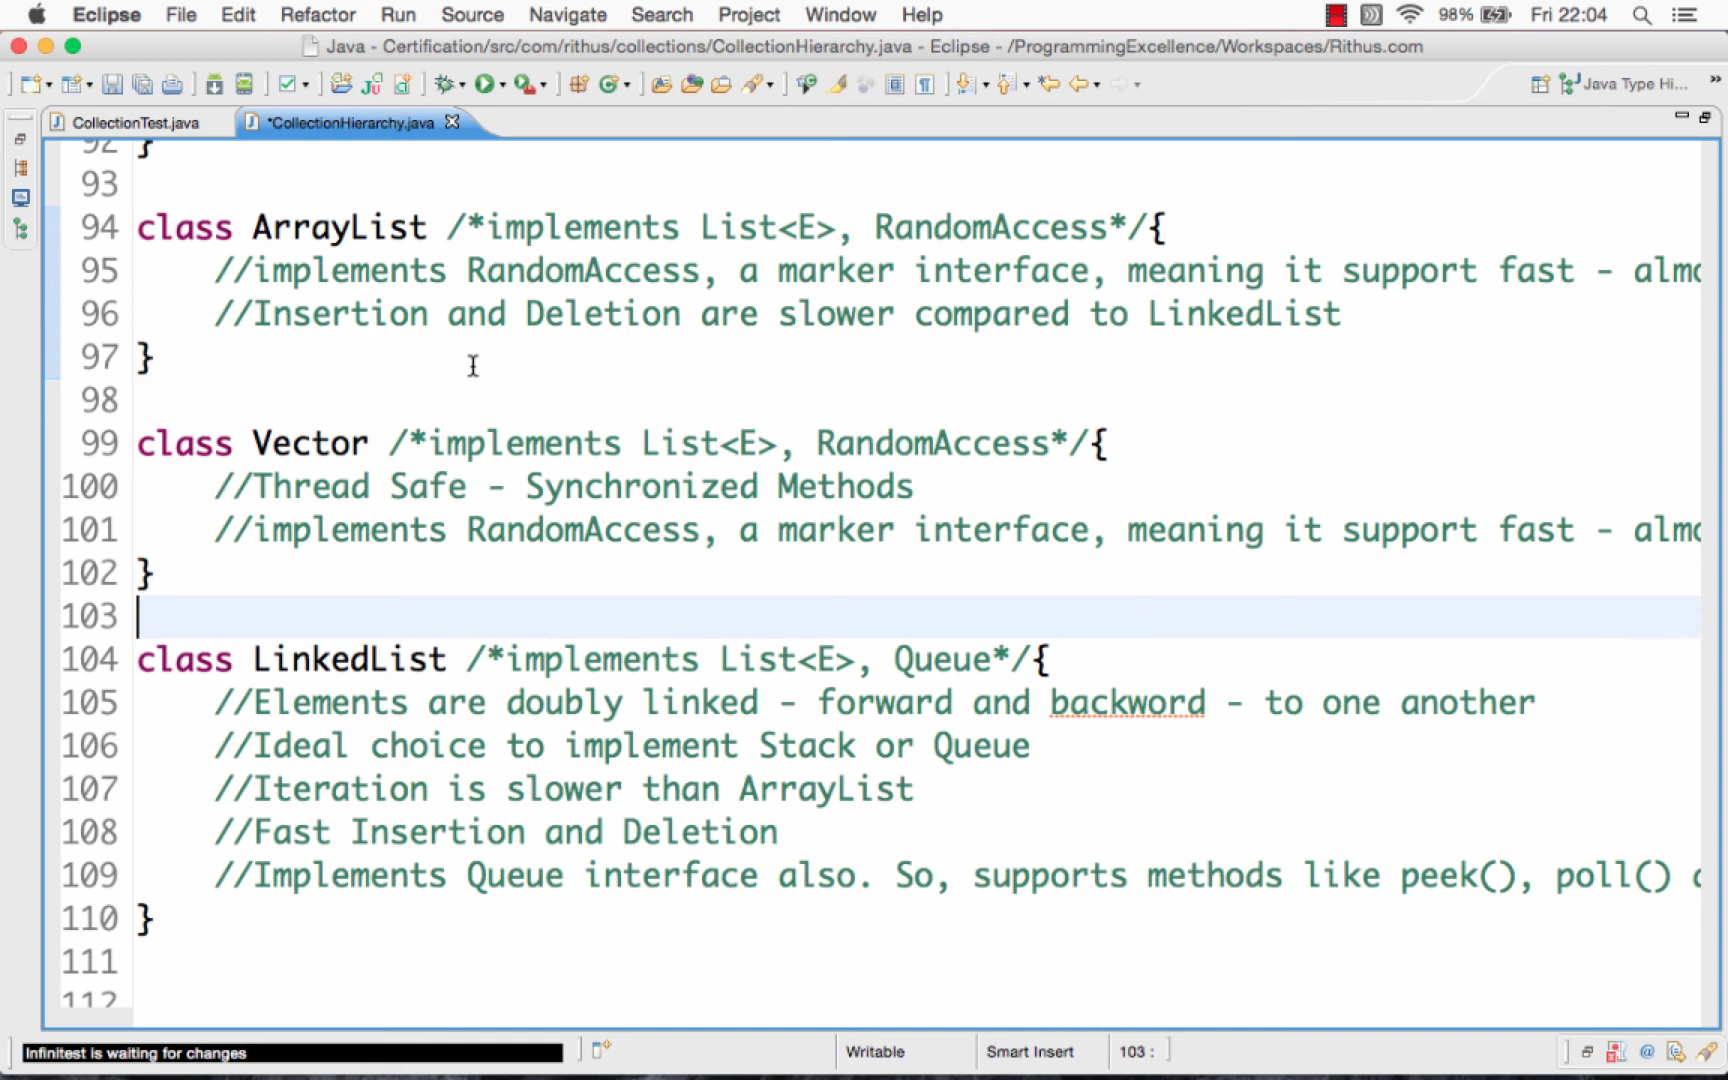 Eclipse File Edit Refactor Run Source Navigate Search Project Window Help 98% Fri 22:04
Java - Certification/src/com/rithus/collections/CollectionHierarchy.java - Eclipse - /ProgrammingExcellence/Workspaces/Rithus.com
Java Type Hi...
CollectionTest.java *CollectionHierarchy.java
92 }
93
94 class ArrayList /*implements List<E>, RandomAccess*/{
95 //implements RandomAccess, a marker interface, meaning it support fast - almo
96 //Insertion and Deletion are slower compared to LinkedList
97 }
98
99 class Vector /*implements List<E>, RandomAccess*/{
100 //Thread Safe - Synchronized Methods
101 //implements RandomAccess, a marker interface, meaning it support fast - almo
102 }
103
104 class LinkedList /*implements List<E>, Queue*/{
105 //Elements are doubly linked - forward and backword - to one another
106 //Ideal choice to implement Stack or Queue
107 //Iteration is slower than ArrayList
108 //Fast Insertion and Deletion
109 //Implements Queue interface also. So, supports methods like peek(), poll()
110 }
111
112
Infinitest is waiting for changes Writable Smart Insert 103 :